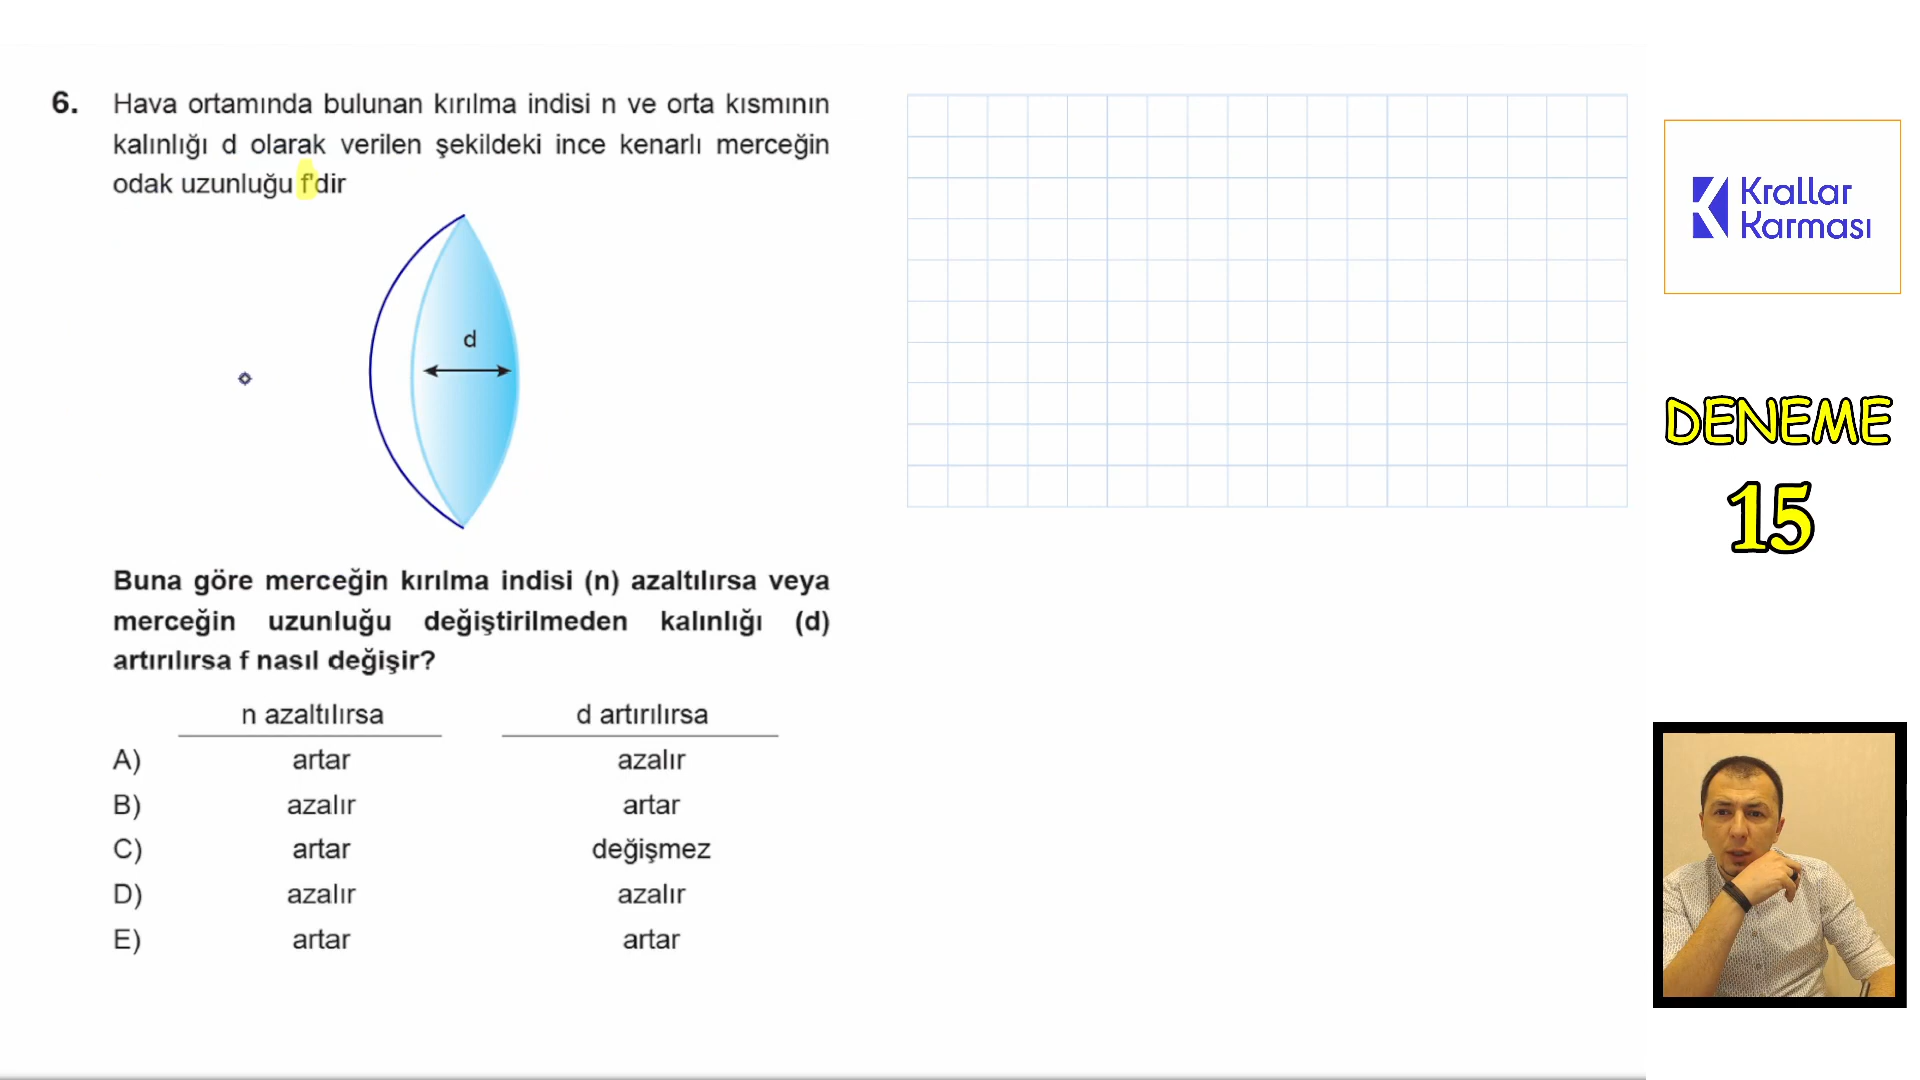 6. Hava ortamında bulunan kırılma indisi n ve orta kısmının
kalınlığı d olarak verilen şekildeki ince kenarlı merceğin
odak uzunluğu f'dir
d
Buna göre merceğin kırılma indisi (n) azaltılırsa veya
merceğin uzunluğu değiştirilmeden kalınlığı (d)
artırılırsa f nasıl değişir?
n azaltılırsa d artırılırsa
A) artar azalır
B) azalır artar
C) artar değişmez
D) azalır azalır
E) artar artar
Krallar
Karması
DENEME
15